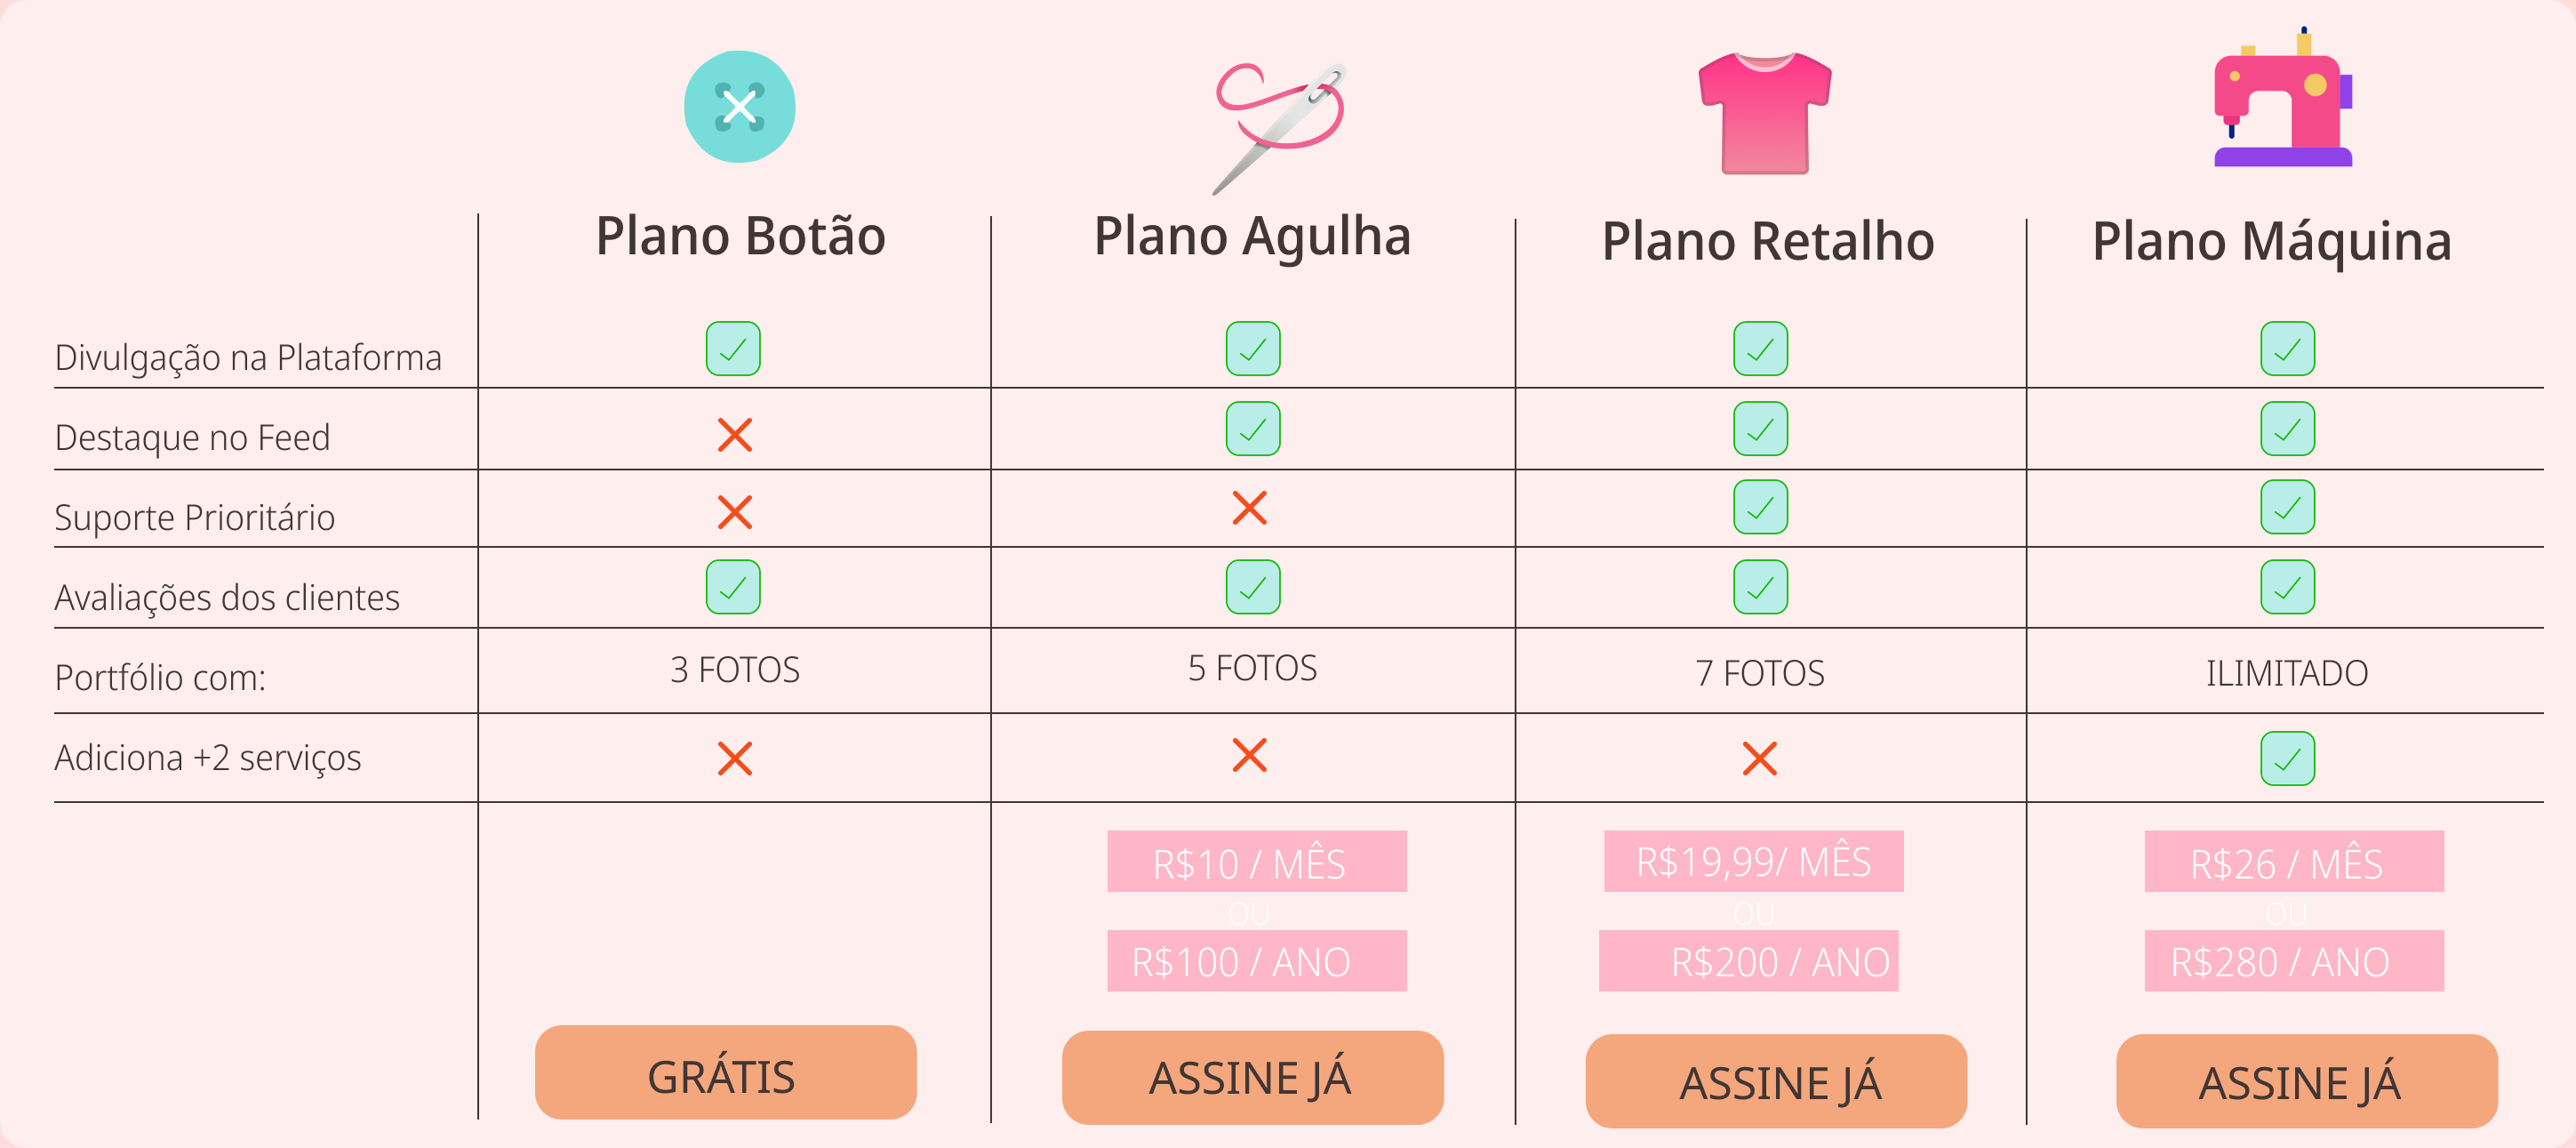 Plano Botão
Plano Agulha
Plano Retalho
Plano Máquina
Divulgação na Plataforma
Destaque no Feed
Suporte Prioritário
Avaliações dos clientes
Portfólio com:
3 FOTOS
5 FOTOS
7 FOTOS
ILIMITADO
Adiciona +2 serviços
R$10 / MÊS
R$19,99/ MÊS
R$26 / MÊS
OU
OU
OU
R$100 / ANO
R$200 / ANO
R$280 / ANO
GRÁTIS
ASSINE JÁ
ASSINE JÁ
ASSINE JÁ